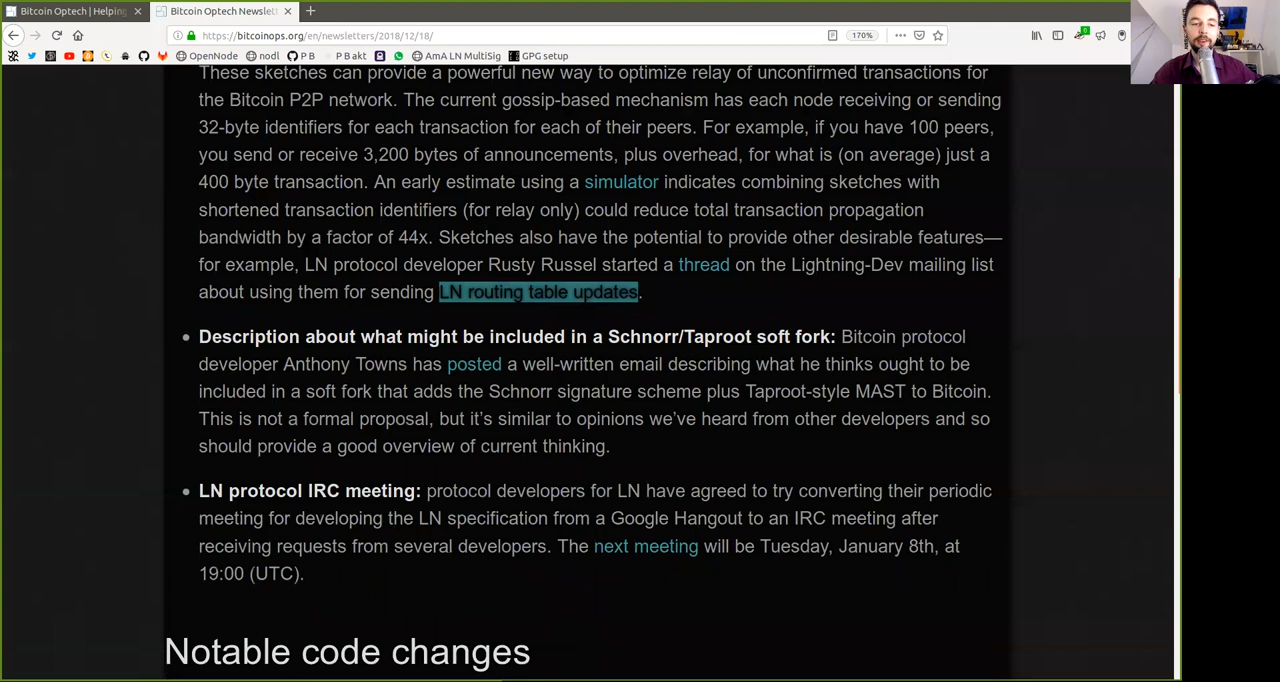 Bitcoin Optech | Helping
Bitcoin Optech Newslett
https://bitcoinops.org/en/newsletters/2018/12/18/
170%
OpenNode nodl P B P B akt AmA LN MultiSig GPG setup
These sketches can provide a powerful new way to optimize relay of unconfirmed transactions for
the Bitcoin P2P network. The current gossip-based mechanism has each node receiving or sending
32-byte identifiers for each transaction for each of their peers. For example, if you have 100 peers,
you send or receive 3,200 bytes of announcements, plus overhead, for what is (on average) just a
400 byte transaction. An early estimate using a simulator indicates combining sketches with
shortened transaction identifiers (for relay only) could reduce total transaction propagation
bandwidth by a factor of 44x. Sketches also have the potential to provide other desirable features—
for example, LN protocol developer Rusty Russel started a thread on the Lightning-Dev mailing list
about using them for sending LN routing table updates.
Description about what might be included in a Schnorr/Taproot soft fork: Bitcoin protocol
developer Anthony Towns has posted a well-written email describing what he thinks ought to be
included in a soft fork that adds the Schnorr signature scheme plus Taproot-style MAST to Bitcoin.
This is not a formal proposal, but it's similar to opinions we've heard from other developers and so
should provide a good overview of current thinking.
LN protocol IRC meeting: protocol developers for LN have agreed to try converting their periodic
meeting for developing the LN specification from a Google Hangout to an IRC meeting after
receiving requests from several developers. The next meeting will be Tuesday, January 8th, at
19:00 (UTC).
Notable code changes